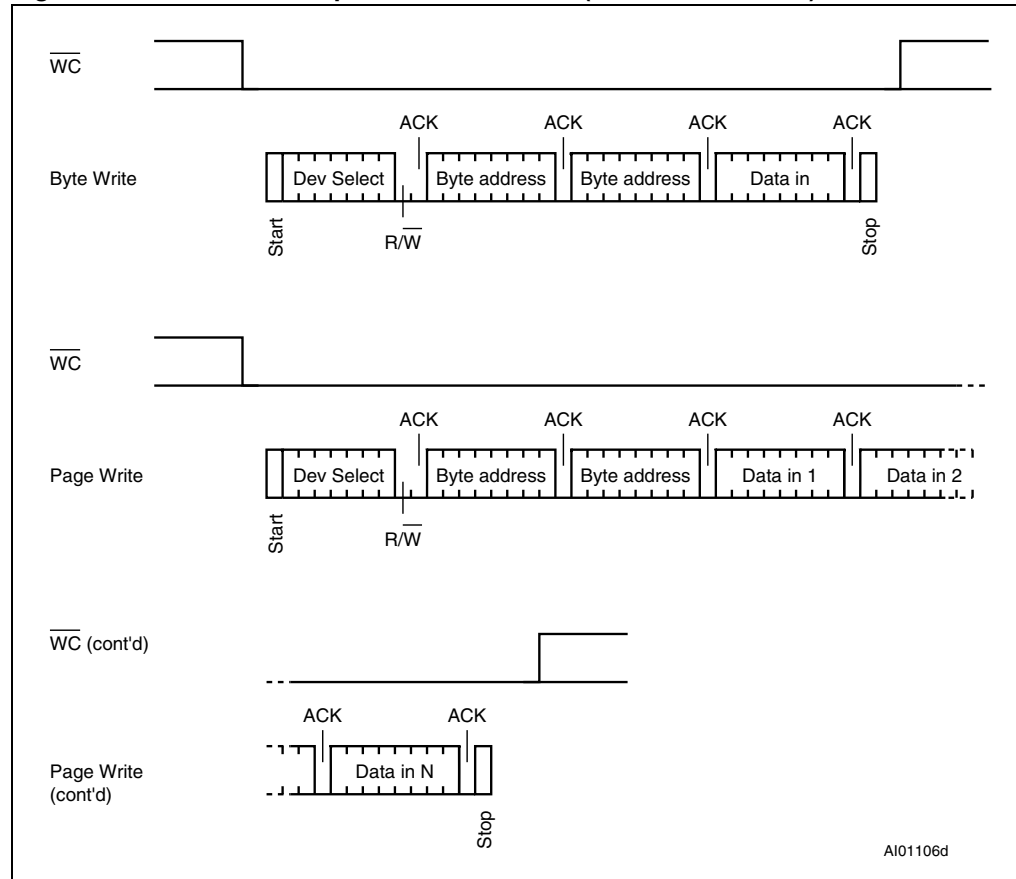 WC
ACK ACK ACK ACK
Byte Write
Dev Select Byte address Byte address Data in
Start
R/W
Stop
WC
ACK ACK ACK ACK
Page Write
Dev Select Byte address Byte address Data in 1 Data in 2
Start
R/W
WC (cont'd)
ACK ACK
Page Write
(cont'd)
Data in N
Stop
AI01106d